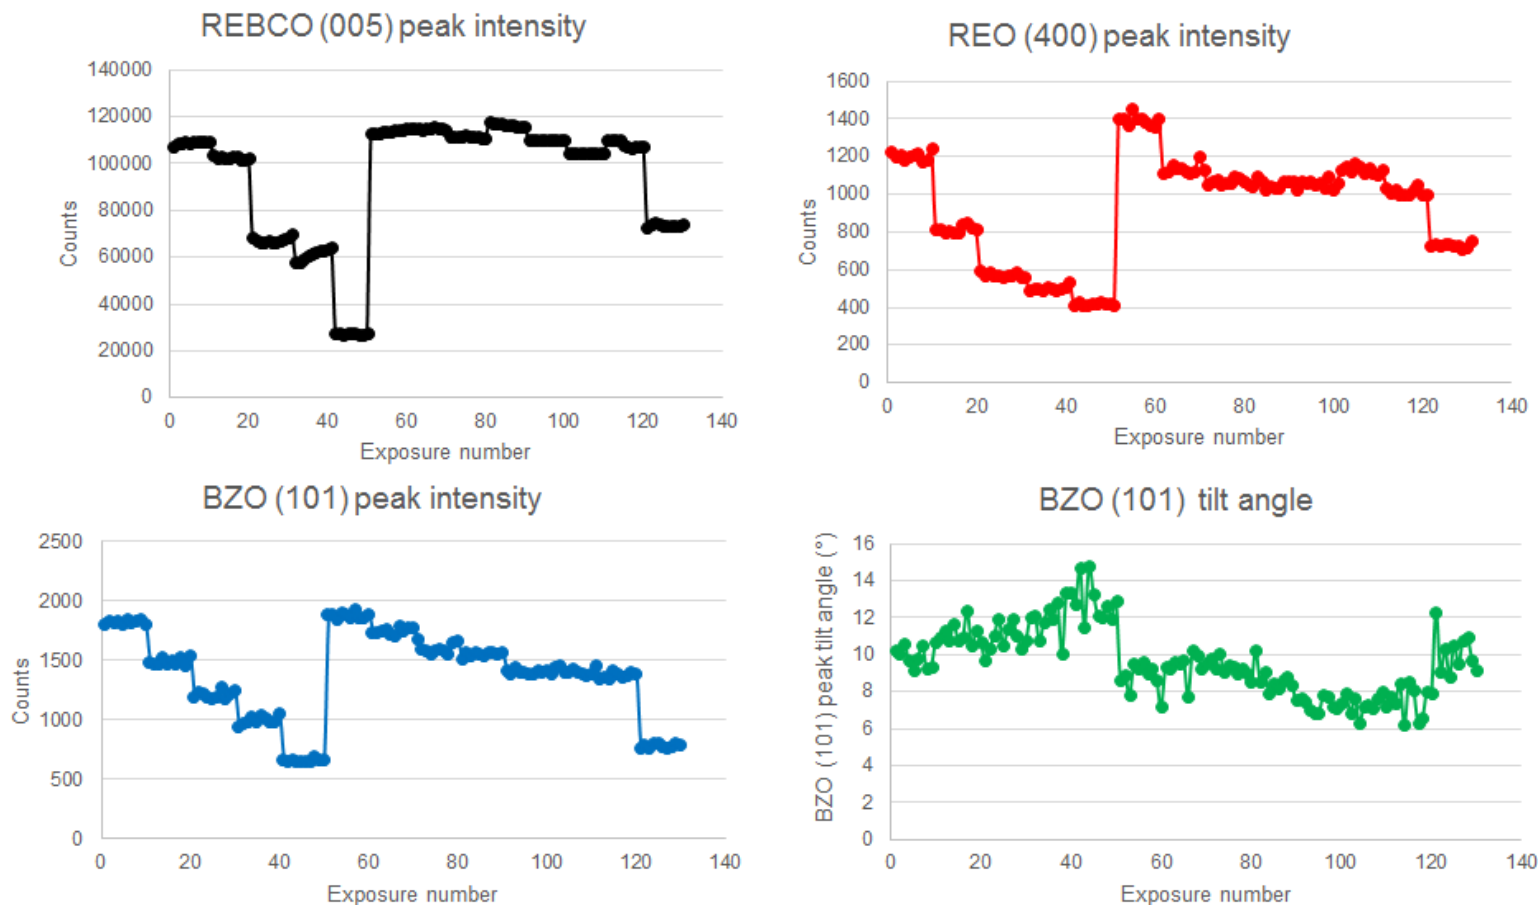 REBCO (005) peak intensity
140000
120000
100000
80000
60000
40000
20000
0
Counts
0 20 40 60 80 100 120 140
Exposure number
REO (400) peak intensity
1600
1400
1200
1000
800
600
400
200
0
Counts
0 20 40 60 80 100 120 140
Exposure number
BZO (101) peak intensity
2500
2000
1500
1000
500
0
Counts
0 20 40 60 80 100 120 140
Exposure number
BZO (101) tilt angle
16
14
12
10
8
6
4
2
0
BZO (101) peak tilt angle (°)
0 20 40 60 80 100 120 140
Exposure number